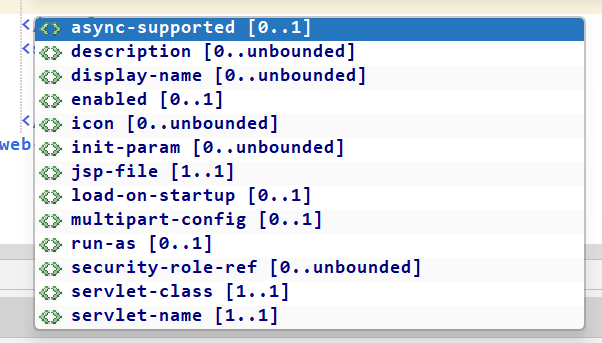 async-supported [0..1]
description [0..unbounded]
display-name [0..unbounded]
enabled [0..1]
icon [0..unbounded]
init-param [0..unbounded]
web
jsp-file [1..1]
load-on-startup [0..1]
multipart-config [0..1]
run-as [0..1]
security-role-ref [0..unbounded]
servlet-class [1..1]
servlet-name [1..1]